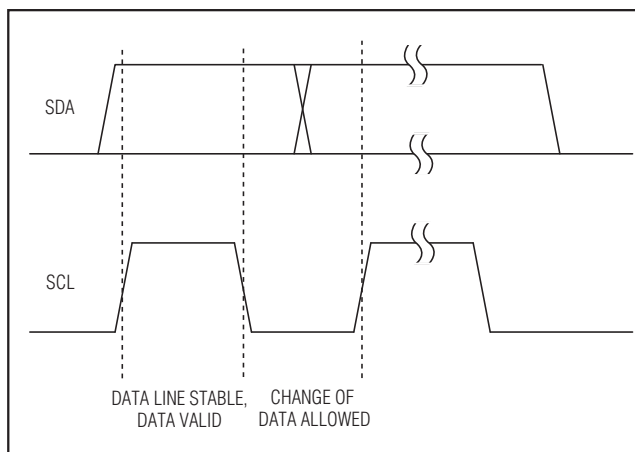 SDA
SCL
DATA LINE STABLE,
DATA VALID
CHANGE OF
DATA ALLOWED